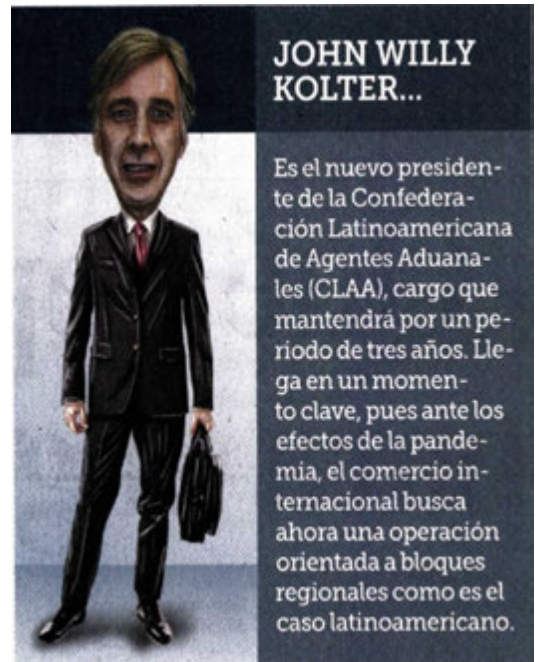 JOHN WILLY
KOLTER...
Es el nuevo presiden-
te de la Confedera-
ción Latinoamericana
de Agentes Aduana-
les (CLAA), cargo que
mantendrá por un pe-
ríodo de tres años. Lle-
ga en un momen-
to clave, pues ante los
efectos de la pande-
mia, el comercio in-
ternacional busca
ahora una operación
orientada a bloques
regionales como es el
caso latinoamericano.